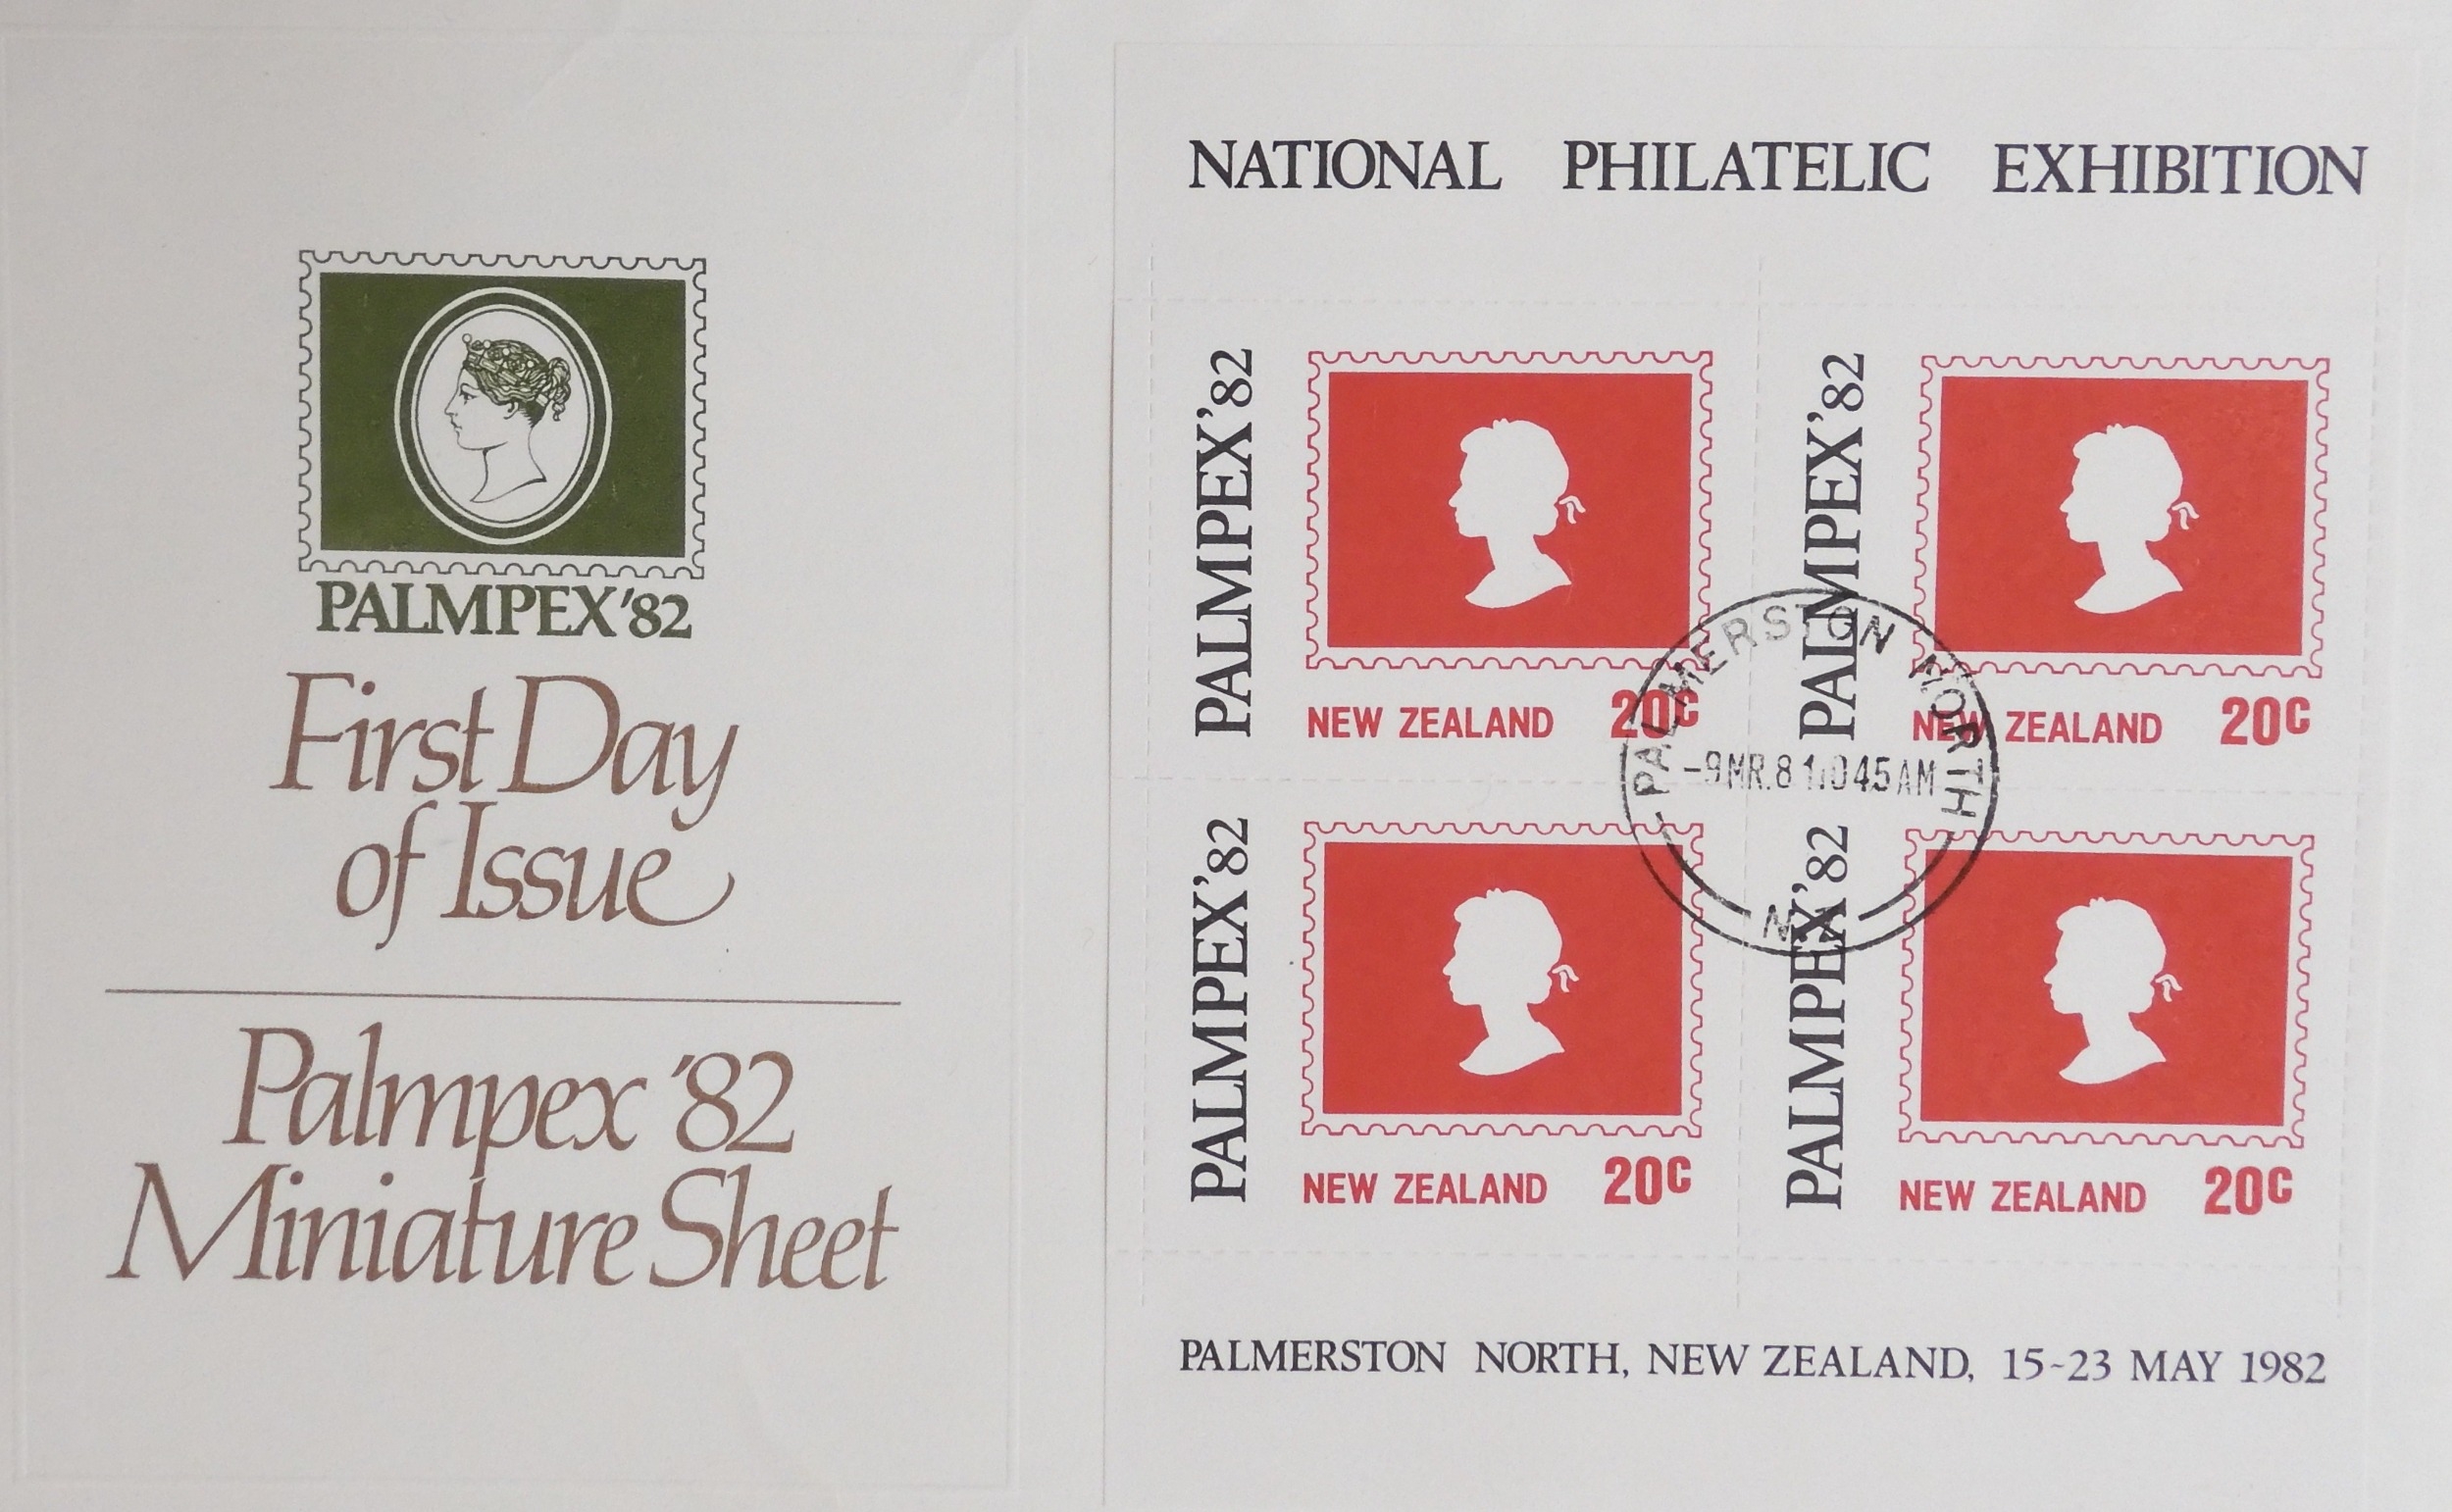 PALMPEX'82
First Day
of Issue
Palmpex '82
Miniature Sheet
NATIONAL PHILATELIC EXHIBITION
PALMPEX'82
NEW ZEALAND 20c
PALMPEX'82
NEW ZEALAND 20c
PALMERSTON NORTH
-9MR.81.1045AM
PALMPEX'82
NEW ZEALAND 20c
PALMPEX'82
NEW ZEALAND 20c
PALMERSTON NORTH, NEW ZEALAND, 15~23 MAY 1982